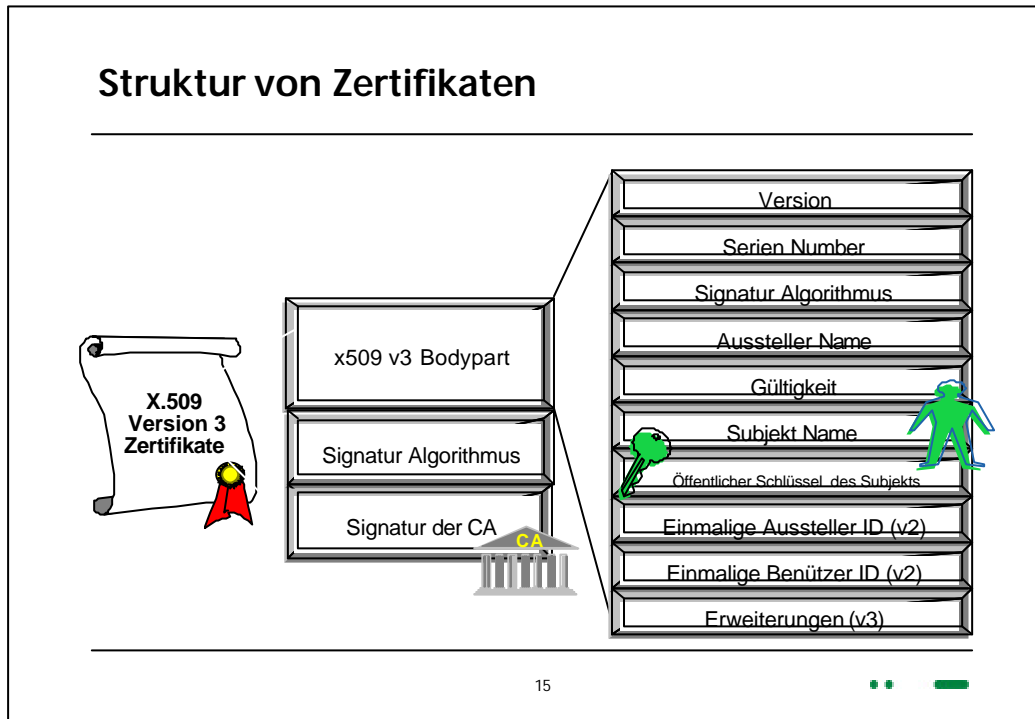 Struktur von Zertifikaten
X.509
Version 3
Zertifikate
x509 v3 Bodypart
Signatur Algorithmus
Signatur der CA
CA
Version
Serien Number
Signatur Algorithmus
Aussteller Name
Gültigkeit
Subjekt Name
Öffentlicher Schlüssel des Subjekts
Einmalige Aussteller ID (v2)
Einmalige Benützer ID (v2)
Erweiterungen (v3)
15